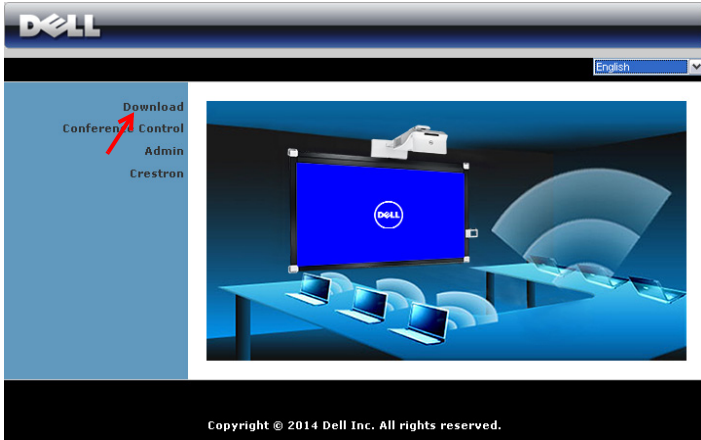 DELL
English
Download
Conference Control
Admin
Crestron
DELL
Copyright © 2014 Dell Inc. All rights reserved.